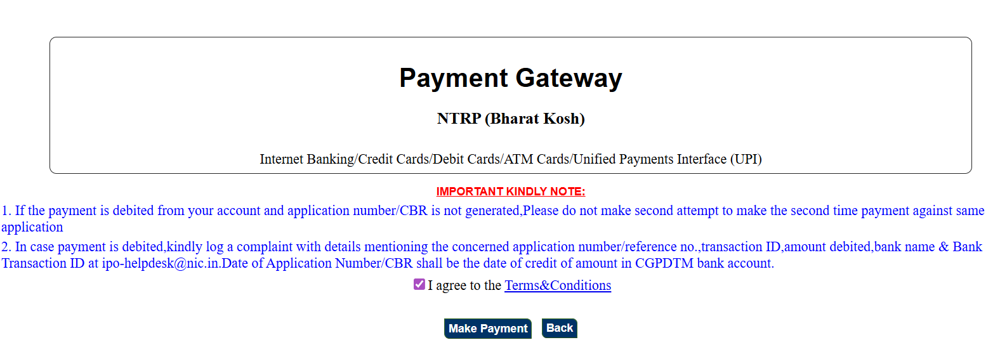 Payment Gateway
NTRP (Bharat Kosh)
Internet Banking/Credit Cards/Debit Cards/ATM Cards/Unified Payments Interface (UPI)
IMPORTANT KINDLY NOTE:
1. If the payment is debited from your account and application number/CBR is not generated,Please do not make second attempt to make the second time payment against same
application
2. In case payment is debited,kindly log a complaint with details mentioning the concerned application number/reference no.,transaction ID,amount debited,bank name & Bank
Transaction ID at ipo-helpdesk@nic.in.Date of Application Number/CBR shall be the date of credit of amount in CGPDTM bank account.
I agree to the Terms&Conditions
Make Payment Back